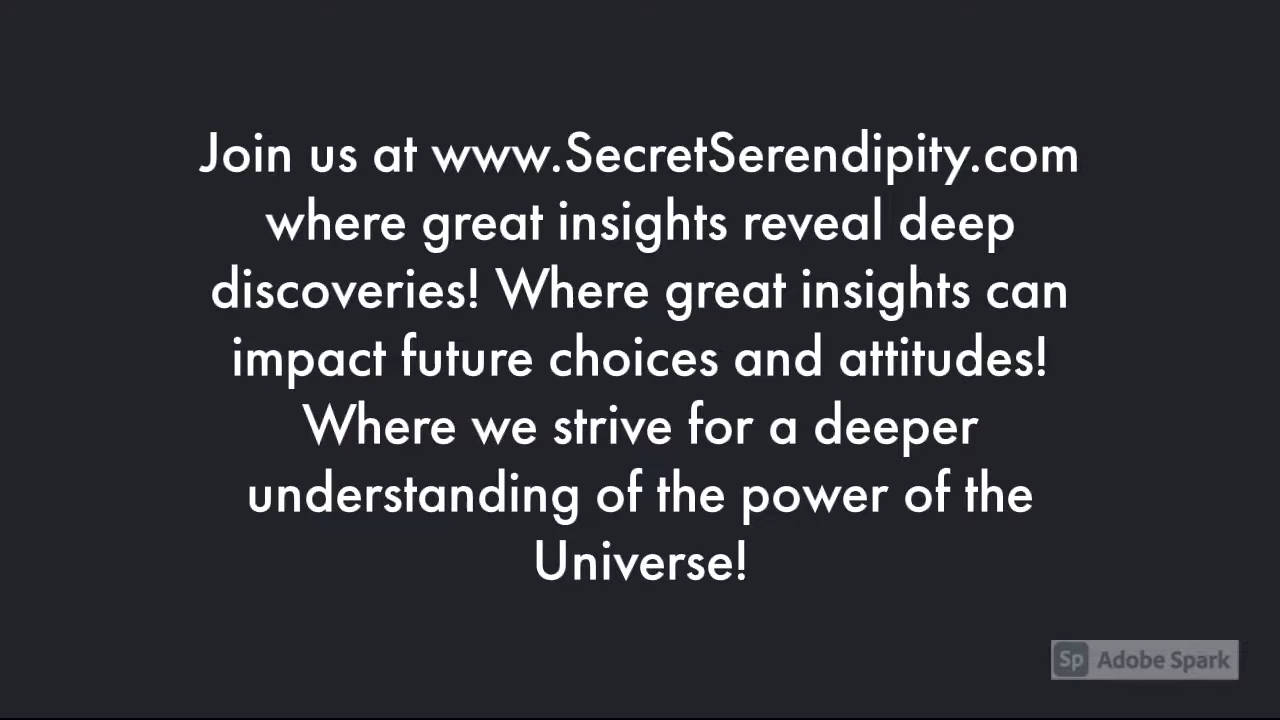 Join us at www.SecretSerendipity.com
where great insights reveal deep
discoveries! Where great insights can
impact future choices and attitudes!
Where we strive for a deeper
understanding of the power of the
Universe!
Sp Adobe Spark